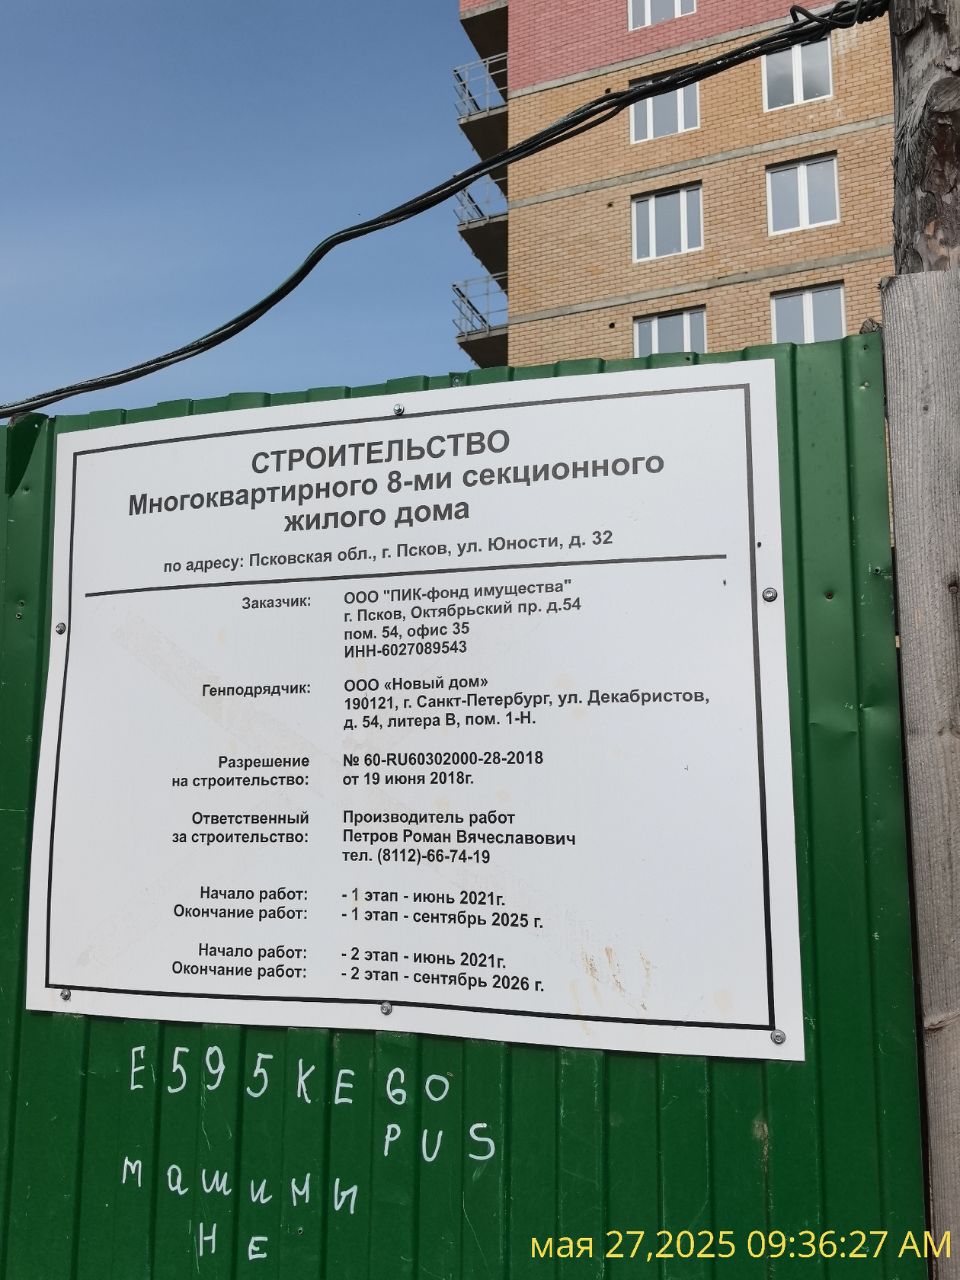 СТРОИТЕЛЬСТВО
Многоквартирного 8-ми секционного
жилого дома
по адресу: Псковская обл., г. Псков, ул. Юности, д. 32
Заказчик: ООО "ПИК-фонд имущества"
г. Псков, Октябрьский пр. д.54
пом. 54, офис 35
ИНН-6027089543
Генподрядчик: ООО «Новый дом»
190121, г. Санкт-Петербург, ул. Декабристов,
д. 54, литера В, пом. 1-Н.
Разрешение № 60-RU60302000-28-2018
на строительство: от 19 июня 2018г.
Ответственный Производитель работ
за строительство: Петров Роман Вячеславович
тел. (8112)-66-74-19
Начало работ: - 1 этап - июнь 2021г.
Окончание работ: - 1 этап - сентябрь 2025 г.
Начало работ: - 2 этап - июнь 2021г.
Окончание работ: - 2 этап - сентябрь 2026 г.
Е595КЕ60
РUS
машины
НЕ
мая 27,2025 09:36:27 AM